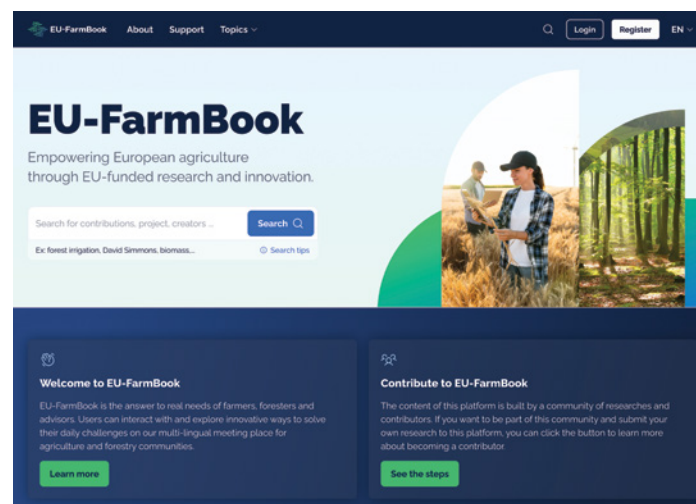 EU-FarmBook About Support Topics Login Register EN
EU-FarmBook
Empowering European agriculture
through EU-funded research and innovation.
Search for contributions, project, creators ... Search
Ex: forest irrigation, David Simmons, biomass... Search tips
Welcome to EU-FarmBook
EU-FarmBook is the answer to real needs of farmers, foresters and
advisors. Users can interact with and explore innovative ways to solve
their daily challenges on our multi-lingual meeting place for
agriculture and forestry communities.
Learn more
Contribute to EU-FarmBook
The content of this platform is built by a community of researches and
contributors. If you want to be part of this community and submit your
own research to this platform, you can click the button to learn more
about becoming a contributor.
See the steps